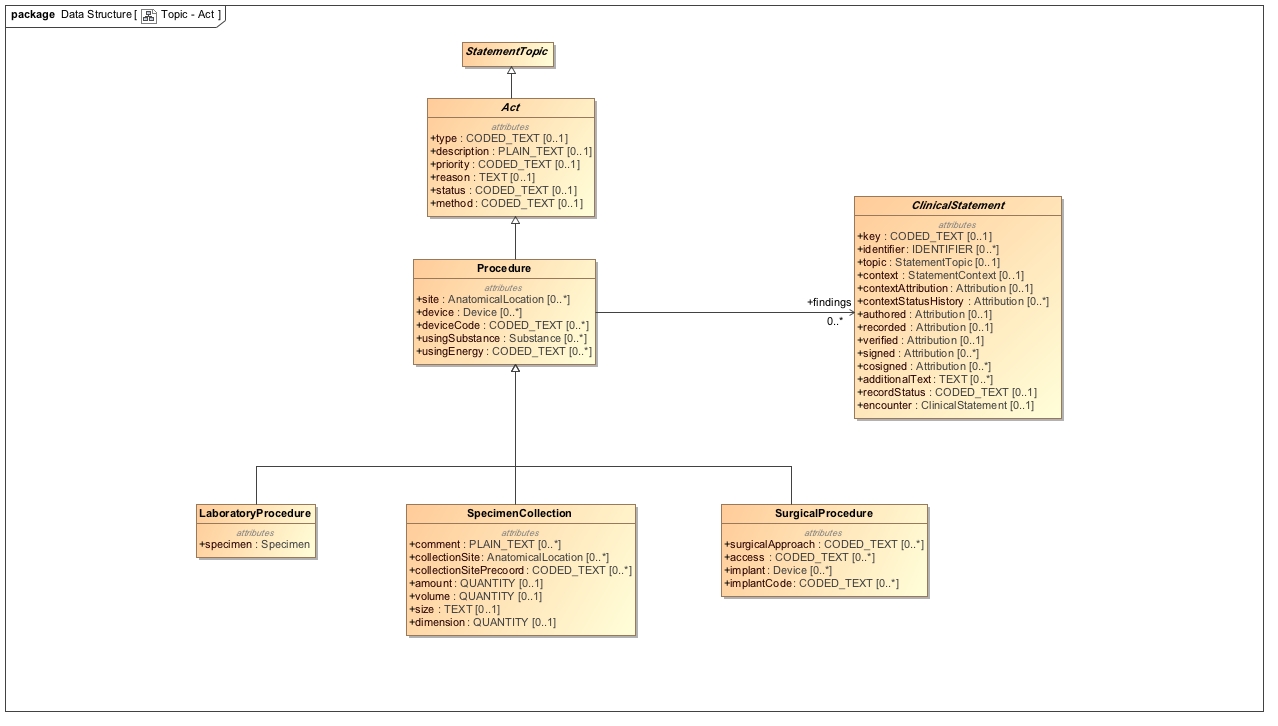 package Data Structure [ Topic - Act ]
StatementTopic
Act
attributes
+type : CODED_TEXT [0..1]
+description : PLAIN_TEXT [0..1]
+priority : CODED_TEXT [0..1]
+reason : TEXT [0..1]
+status : CODED_TEXT [0..1]
+method : CODED_TEXT [0..1]
Procedure
attributes
+site : AnatomicalLocation [0..*]
+device : Device [0..*]
+deviceCode : CODED_TEXT [0..*]
+usingSubstance : Substance [0..*]
+usingEnergy : CODED_TEXT [0..*]
+findings
0..*
ClinicalStatement
attributes
+key : CODED_TEXT [0..1]
+identifier : IDENTIFIER [0..*]
+topic : StatementTopic [0..1]
+context : StatementContext [0..1]
+contextAttribution : Attribution [0..1]
+contextStatusHistory : Attribution [0..*]
+authored : Attribution [0..1]
+recorded : Attribution [0..1]
+verified : Attribution [0..1]
+signed : Attribution [0..*]
+cosigned : Attribution [0..*]
+additionalText : TEXT [0..*]
+recordStatus : CODED_TEXT [0..1]
+encounter : ClinicalStatement [0..1]
LaboratoryProcedure
attributes
+specimen : Specimen
SpecimenCollection
attributes
+comment : PLAIN_TEXT [0..*]
+collectionSite : AnatomicalLocation [0..*]
+collectionSitePrecoord : CODED_TEXT [0..*]
+amount : QUANTITY [0..1]
+volume : QUANTITY [0..1]
+size : TEXT [0..1]
+dimension : QUANTITY [0..1]
SurgicalProcedure
attributes
+surgicalApproach : CODED_TEXT [0..*]
+access : CODED_TEXT [0..*]
+implant : Device [0..*]
+implantCode : CODED_TEXT [0..*]